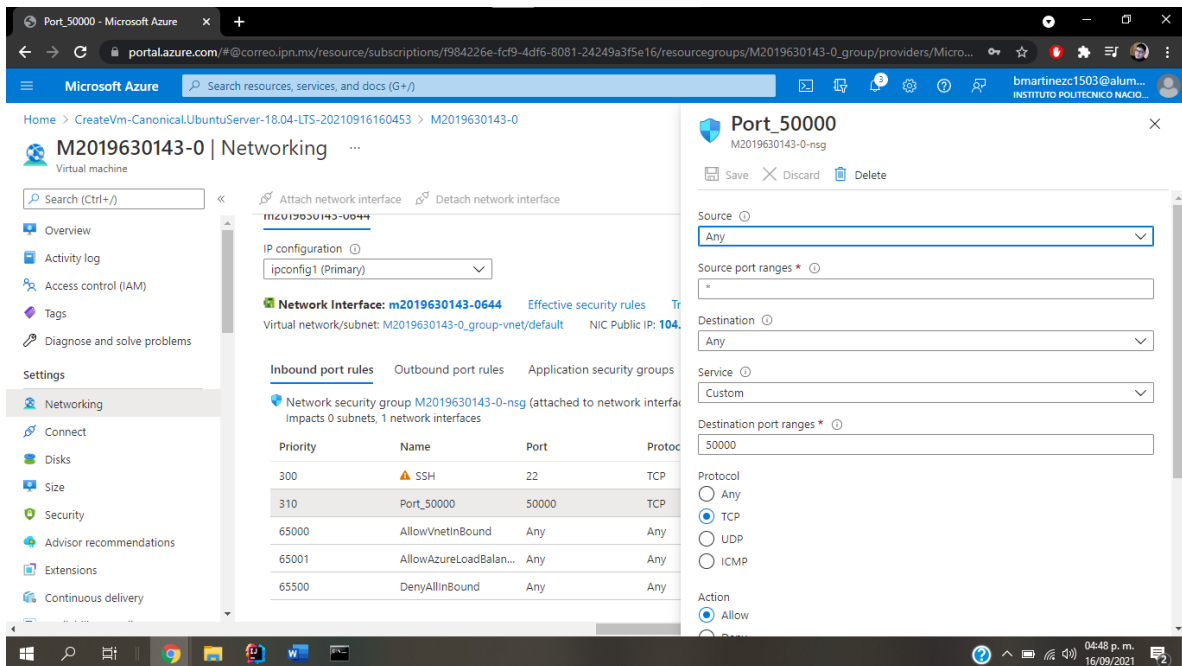 Port_50000 - Microsoft Azure
portal.azure.com/#@correo.ipn.mx/resource/subscriptions/f984226e-fcf9-4df6-8081-24249a3f5e16/resourcegroups/M2019630143-0_group/providers/Micro...
Microsoft Azure
Search resources, services, and docs (G+/)
3
bmartinezc1503@alum...
INSTITUTO POLITECNICO NACIO...
Home > CreateVm-Canonical.UbuntuServer-18.04-LTS-20210916160453 > M2019630143-0
M2019630143-0 | Networking ...
Virtual machine
Search (Ctrl+/)
«
Overview
Activity log
Access control (IAM)
Tags
Diagnose and solve problems
Settings
Networking
Connect
Disks
Size
Security
Advisor recommendations
Extensions
Continuous delivery
Attach network interface Detach network interface
m2019630143-0644
IP configuration
ipconfig1 (Primary)
Network Interface: m2019630143-0644 Effective security rules Tr
Virtual network/subnet: M2019630143-0_group-vnet/default NIC Public IP: 104.
Inbound port rules Outbound port rules Application security groups
Network security group M2019630143-0-nsg (attached to network interfac
Impacts 0 subnets, 1 network interfaces
Priority Name Port Protoc
300 SSH 22 TCP
310 Port_50000 50000 TCP
65000 AllowVnetInBound Any Any
65001 AllowAzureLoadBalan... Any Any
65500 DenyAllInBound Any Any
Port_50000
M2019630143-0-nsg
Save Discard Delete
Source
Any
Source port ranges *
*
Destination
Any
Service
Custom
Destination port ranges *
50000
Protocol
Any
TCP
UDP
ICMP
Action
Allow
04:48 p. m.
16/09/2021
2